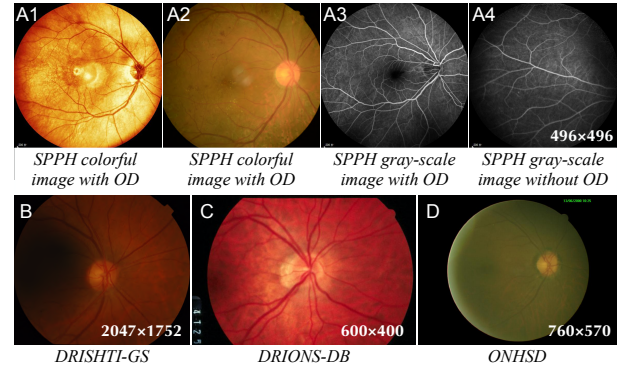 A1
A2
A3
A4
496×496
SPPH colorful
image with OD
SPPH colorful
image with OD
SPPH gray-scale
image with OD
SPPH gray-scale
image without OD
B
C
D
2047×1752
600×400
760×570
DRISHTI-GS
DRIONS-DB
ONHSD